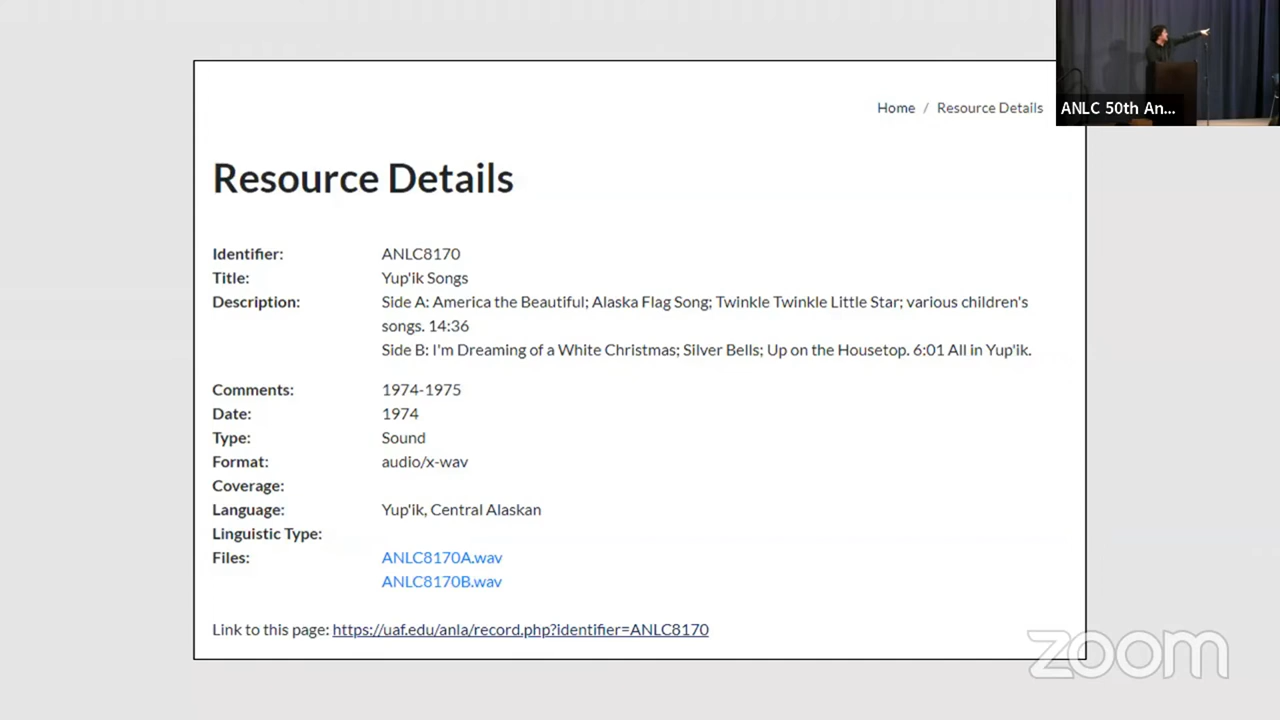 Home / Resource Details
ANLC 50th An...
Resource Details
Identifier: ANLC8170
Title: Yup'ik Songs
Description: Side A: America the Beautiful; Alaska Flag Song; Twinkle Twinkle Little Star; various children's
songs. 14:36
Side B: I'm Dreaming of a White Christmas; Silver Bells; Up on the Housetop. 6:01 All in Yup'ik.
Comments: 1974-1975
Date: 1974
Type: Sound
Format: audio/x-wav
Coverage:
Language: Yup'ik, Central Alaskan
Linguistic Type:
Files: ANLC8170A.wav
ANLC8170B.wav
Link to this page: https://uaf.edu/anla/record.php?identifier=ANLC8170
zoom